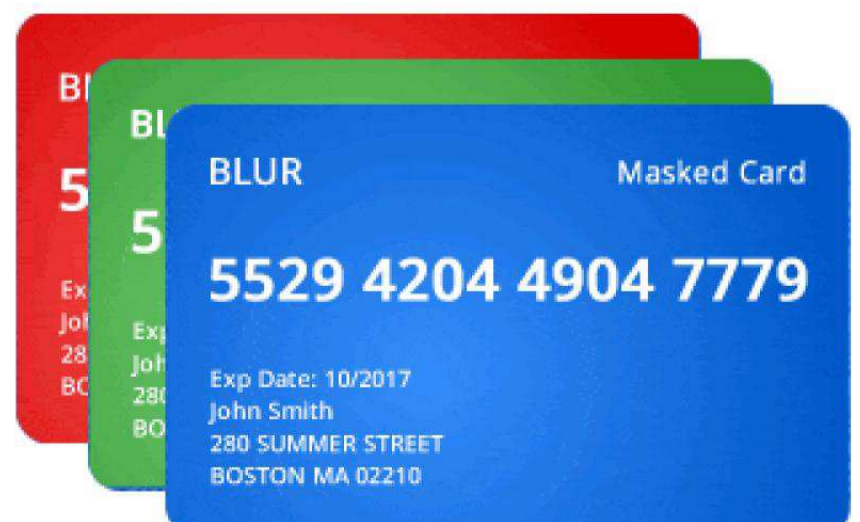 BLUR
Masked Card
5529 4204 4904 7779
Exp Date: 10/2017
John Smith
280 SUMMER STREET
BOSTON MA 02210